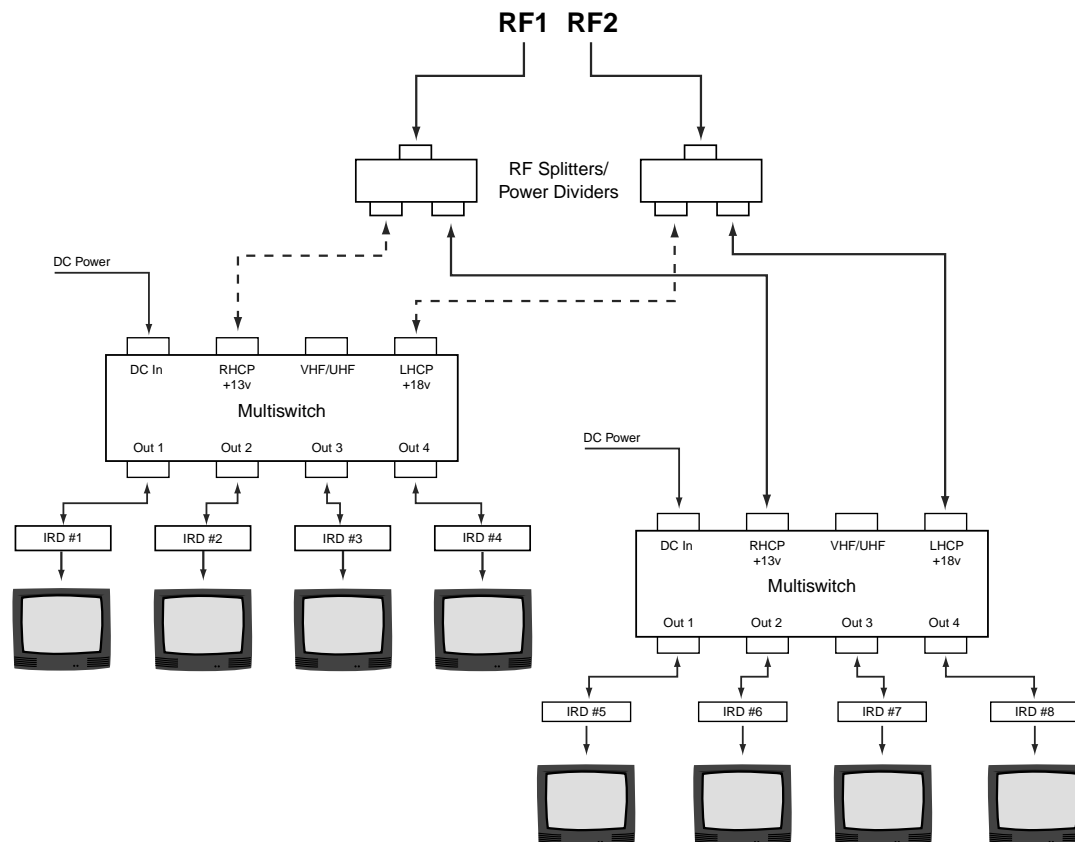 RF1 RF2
RF Splitters/
Power Dividers
DC Power
DC In
RHCP
+13v
VHF/UHF
LHCP
+18v
Multiswitch
Out 1
Out 2
Out 3
Out 4
IRD #1
IRD #2
IRD #3
IRD #4
DC Power
DC In
RHCP
+13v
VHF/UHF
LHCP
+18v
Multiswitch
Out 1
Out 2
Out 3
Out 4
IRD #5
IRD #6
IRD #7
IRD #8